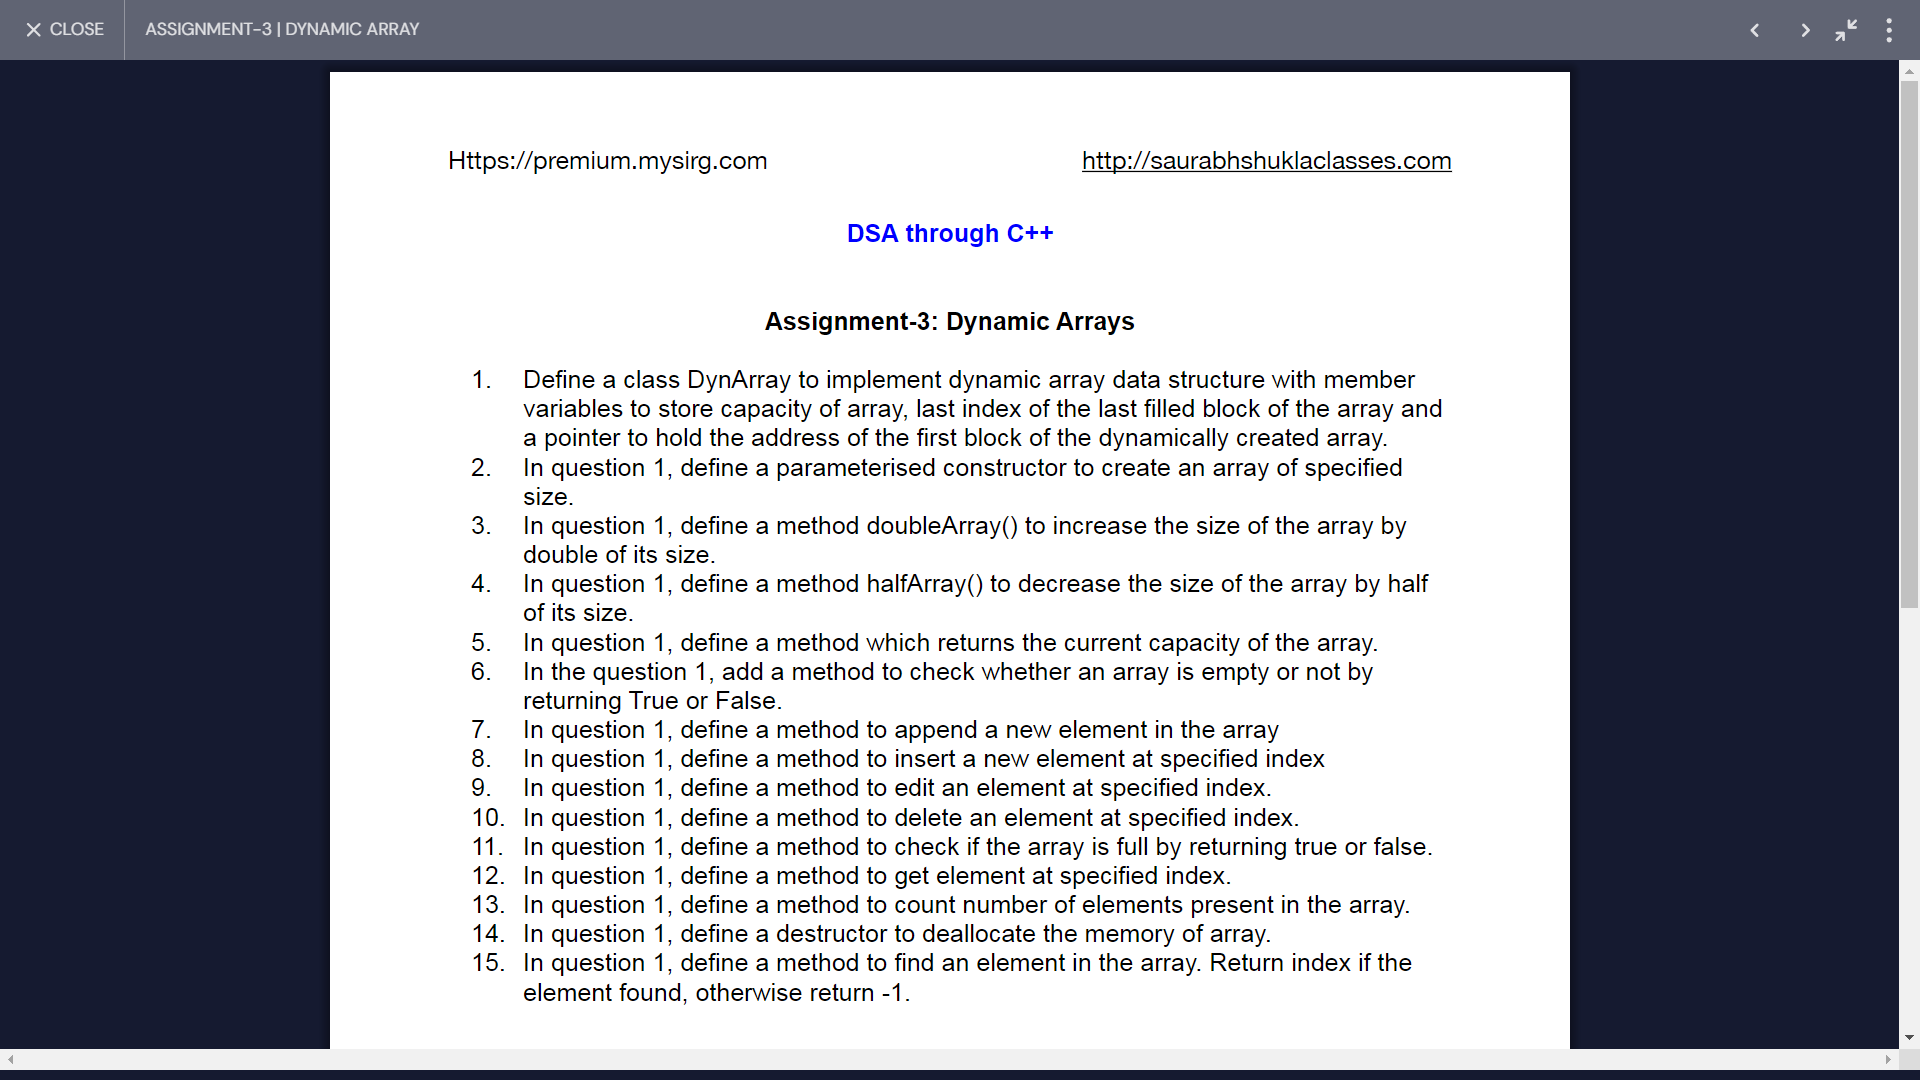 CLOSE
ASSIGNMENT-3 | DYNAMIC ARRAY
Https://premium.mysirg.com
http://saurabhshuklaclasses.com
DSA through C++
Assignment-3: Dynamic Arrays
1. Define a class DynArray to implement dynamic array data structure with member
variables to store capacity of array, last index of the last filled block of the array and
a pointer to hold the address of the first block of the dynamically created array.
2. In question 1, define a parameterised constructor to create an array of specified
size.
3. In question 1, define a method doubleArray() to increase the size of the array by
double of its size.
4. In question 1, define a method halfArray() to decrease the size of the array by half
of its size.
5. In question 1, define a method which returns the current capacity of the array.
6. In the question 1, add a method to check whether an array is empty or not by
returning True or False.
7. In question 1, define a method to append a new element in the array
8. In question 1, define a method to insert a new element at specified index
9. In question 1, define a method to edit an element at specified index.
10. In question 1, define a method to delete an element at specified index.
11. In question 1, define a method to check if the array is full by returning true or false.
12. In question 1, define a method to get element at specified index.
13. In question 1, define a method to count number of elements present in the array.
14. In question 1, define a destructor to deallocate the memory of array.
15. In question 1, define a method to find an element in the array. Return index if the
element found, otherwise return -1.